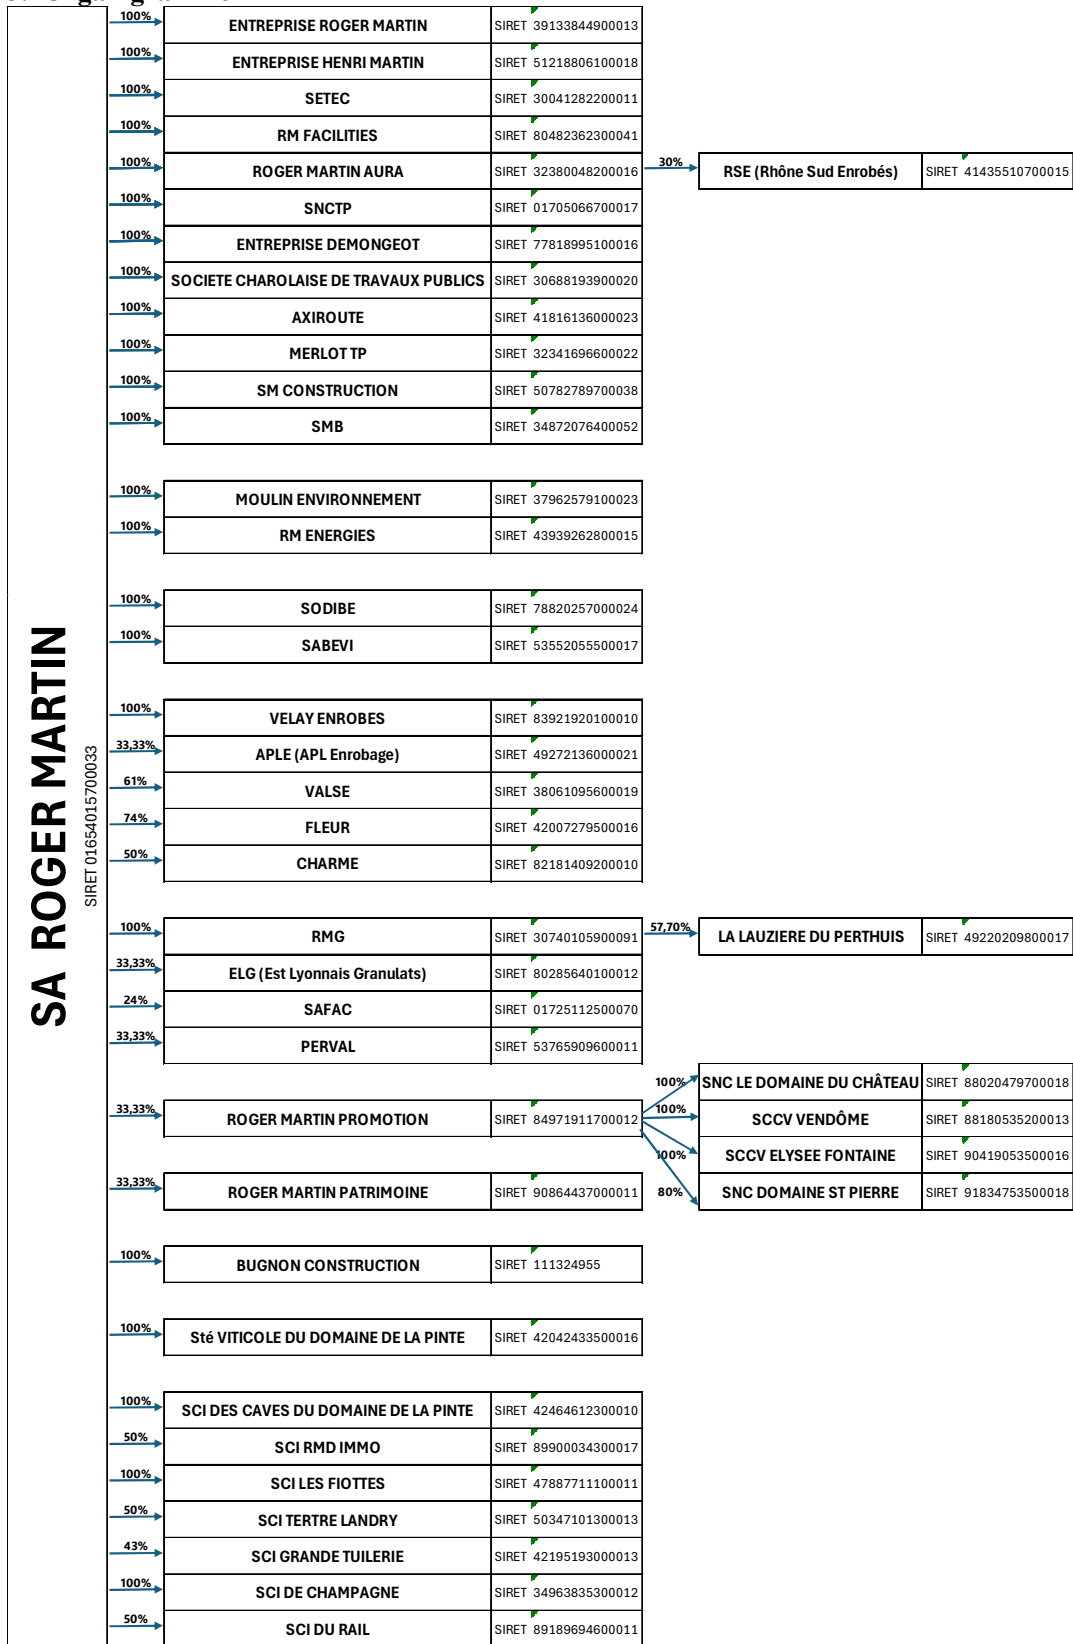 SA ROGER MARTIN
SIRET 01654015700033
100% ENTREPRISE ROGER MARTIN SIRET 39133844900013
100% ENTREPRISE HENRI MARTIN SIRET 51218806100018
100% SETEC SIRET 30041282200011
100% RM FACILITIES SIRET 80482362300041
100% ROGER MARTIN AURA SIRET 32380048200016 30% RSE (Rhône Sud Enrobés) SIRET 41435510700015
100% SNCTP SIRET 01705066700017
100% ENTREPRISE DEMONGEOT SIRET 77818995100016
100% SOCIETE CHAROLAISE DE TRAVAUX PUBLICS SIRET 30688193900020
100% AXIROUTE SIRET 41816136000023
100% MERLOT TP SIRET 32341696600022
100% SM CONSTRUCTION SIRET 50782789700038
100% SMB SIRET 34872076400052
100% MOULIN ENVIRONNEMENT SIRET 37962579100023
100% RM ENERGIES SIRET 43939262800015
100% SODIBE SIRET 78820257000024
100% SABEVI SIRET 53552055500017
100% VELAY ENROBES SIRET 83921920100010
33,33% APLE (APL Enrobage) SIRET 49272136000021
61% VALSE SIRET 38061095600019
74% FLEUR SIRET 42007279500016
50% CHARME SIRET 82181409200010
100% RMG SIRET 30740105900091 57,70% LA LAUZIERE DU PERTHUIS SIRET 49220209800017
33,33% ELG (Est Lyonnais Granulats) SIRET 80285640100012
24% SAFAC SIRET 01725112500070
33,33% PERVAL SIRET 53765909600011
100% SNC LE DOMAINE DU CHÂTEAU SIRET 88020479700018
33,33% ROGER MARTIN PROMOTION SIRET 84971911700012 100% SCCV VENDÔME SIRET 88180535200013
100% SCCV ELYSEE FONTAINE SIRET 90419053500016
33,33% ROGER MARTIN PATRIMOINE SIRET 90864437000011 80% SNC DOMAINE ST PIERRE SIRET 91834753500018
100% BUGNON CONSTRUCTION SIRET 111324955
100% Sté VITICOLE DU DOMAINE DE LA PINTE SIRET 42042433500016
100% SCI DES CAVES DU DOMAINE DE LA PINTE SIRET 42464612300010
50% SCI RMD IMMO SIRET 89900034300017
100% SCI LES FIOTTES SIRET 47887711100011
50% SCI TERTRE LANDRY SIRET 50347101300013
43% SCI GRANDE TUILERIE SIRET 42195193000013
100% SCI DE CHAMPAGNE SIRET 34963835300012
50% SCI DU RAIL SIRET 89189694600011